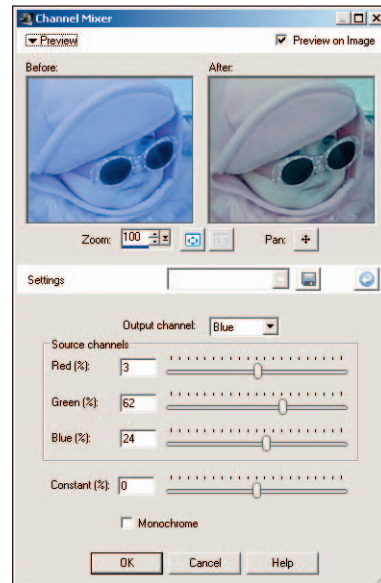 Channel Mixer
Preview
Preview on Image
Before:
After:
Zoom: 100
Pan:
Settings
Output channel: Blue
Source channels
Red (%): 3
Green (%): 62
Blue (%): 24
Constant (%): 0
Monochrome
OK Cancel Help